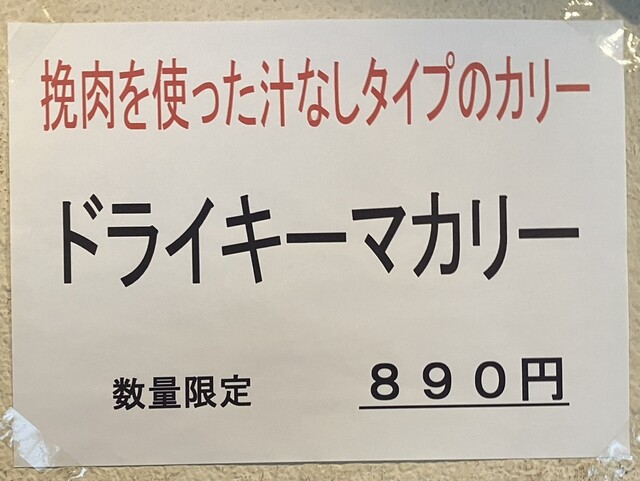 挽肉を使った汁なしタイプのカリー
ドライキーマカリー
数量限定 ８９０円